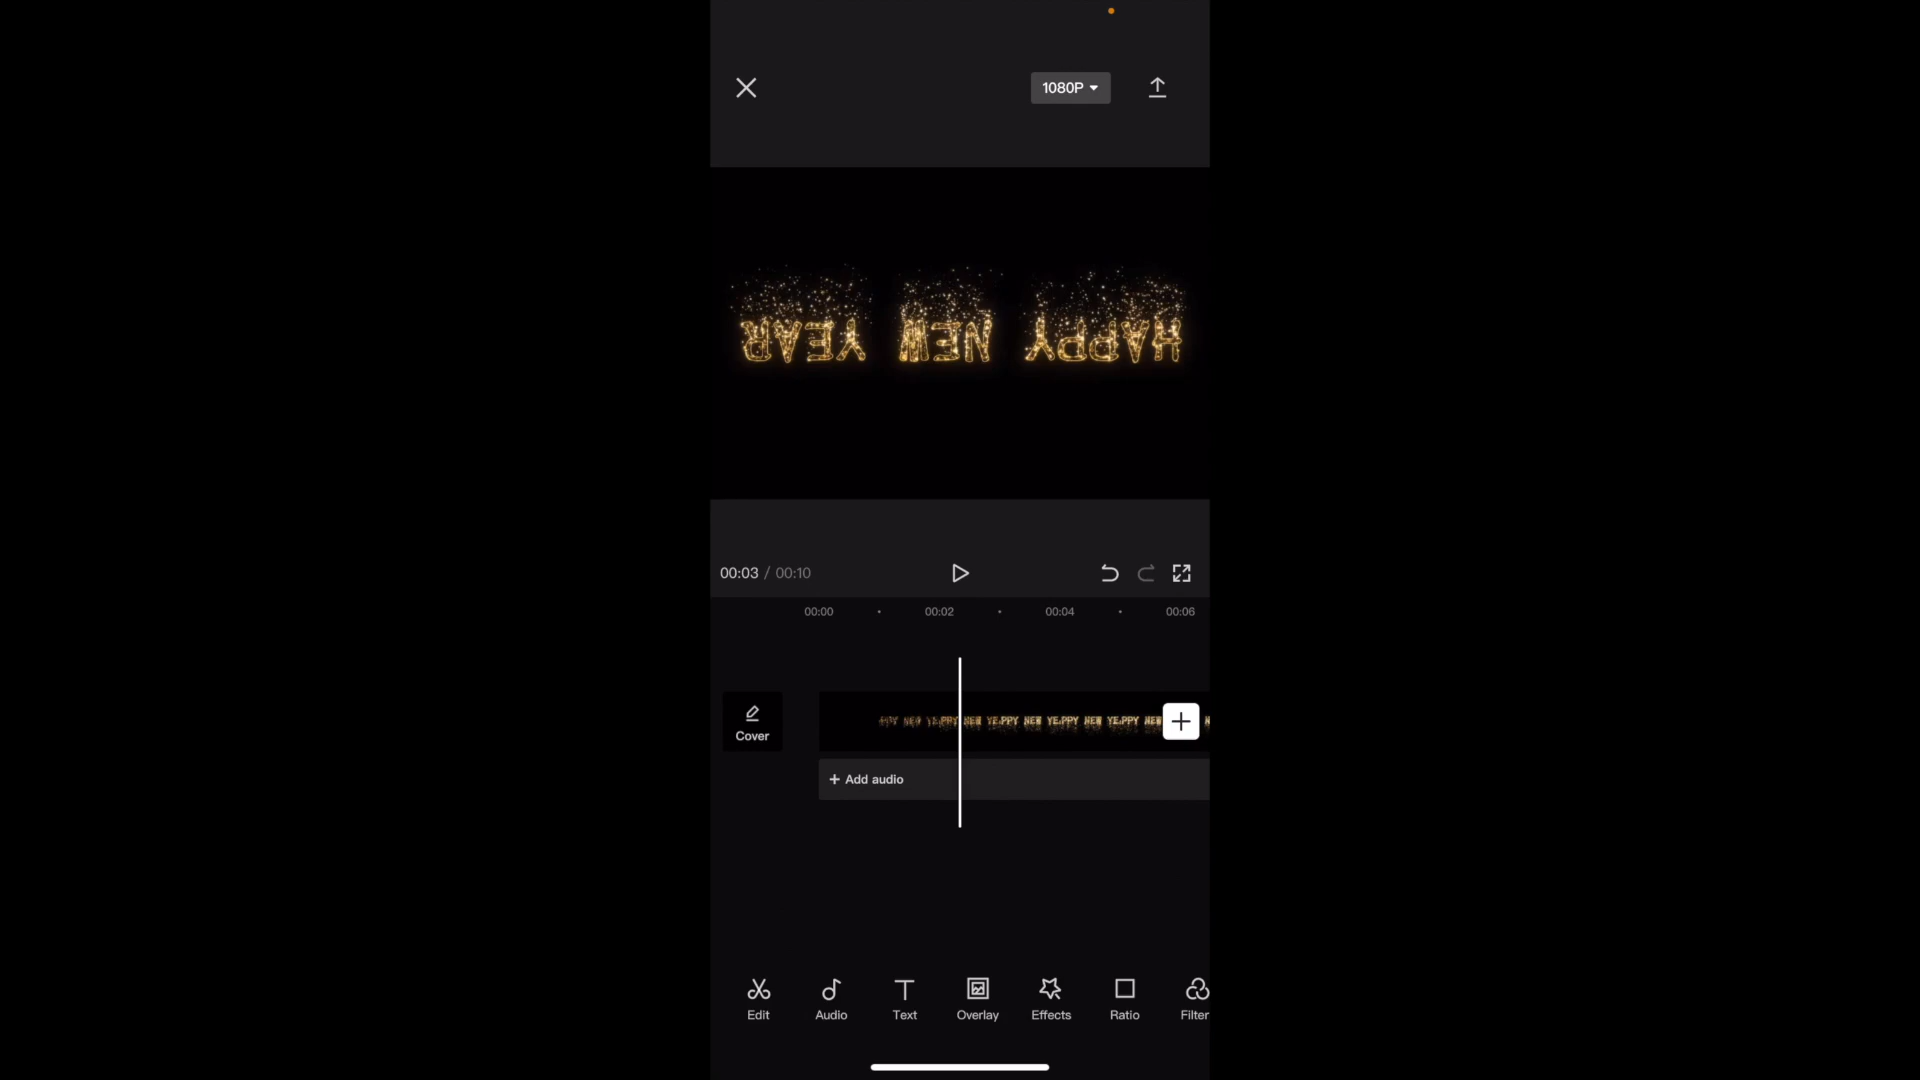 1080P
HAPPY NEW YEAR
00:03 / 00:10
00:00 00:02 00:04 00:06
Cover
+ Add audio
Edit Audio Text Overlay Effects Ratio Filter